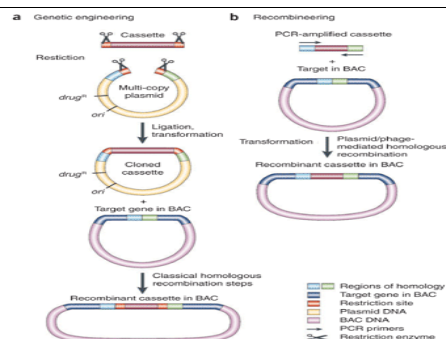 a Genetic engineering
Cassette
Restiction
Multi-copy
plasmid
drugᴿ
ori
Ligation,
transformation
Cloned
cassette
drugᴿ
ori
+
Target gene in BAC
Classical homologous
recombination steps
Recombinant cassette in BAC
b Recombineering
PCR-amplified cassette
+
Target in BAC
Transformation
Plasmid/phage-
mediated homologous
recombination
Recombinant cassette in BAC
Regions of homology
Target gene in BAC
Restriction site
Plasmid DNA
BAC DNA
PCR primers
Restriction enzyme